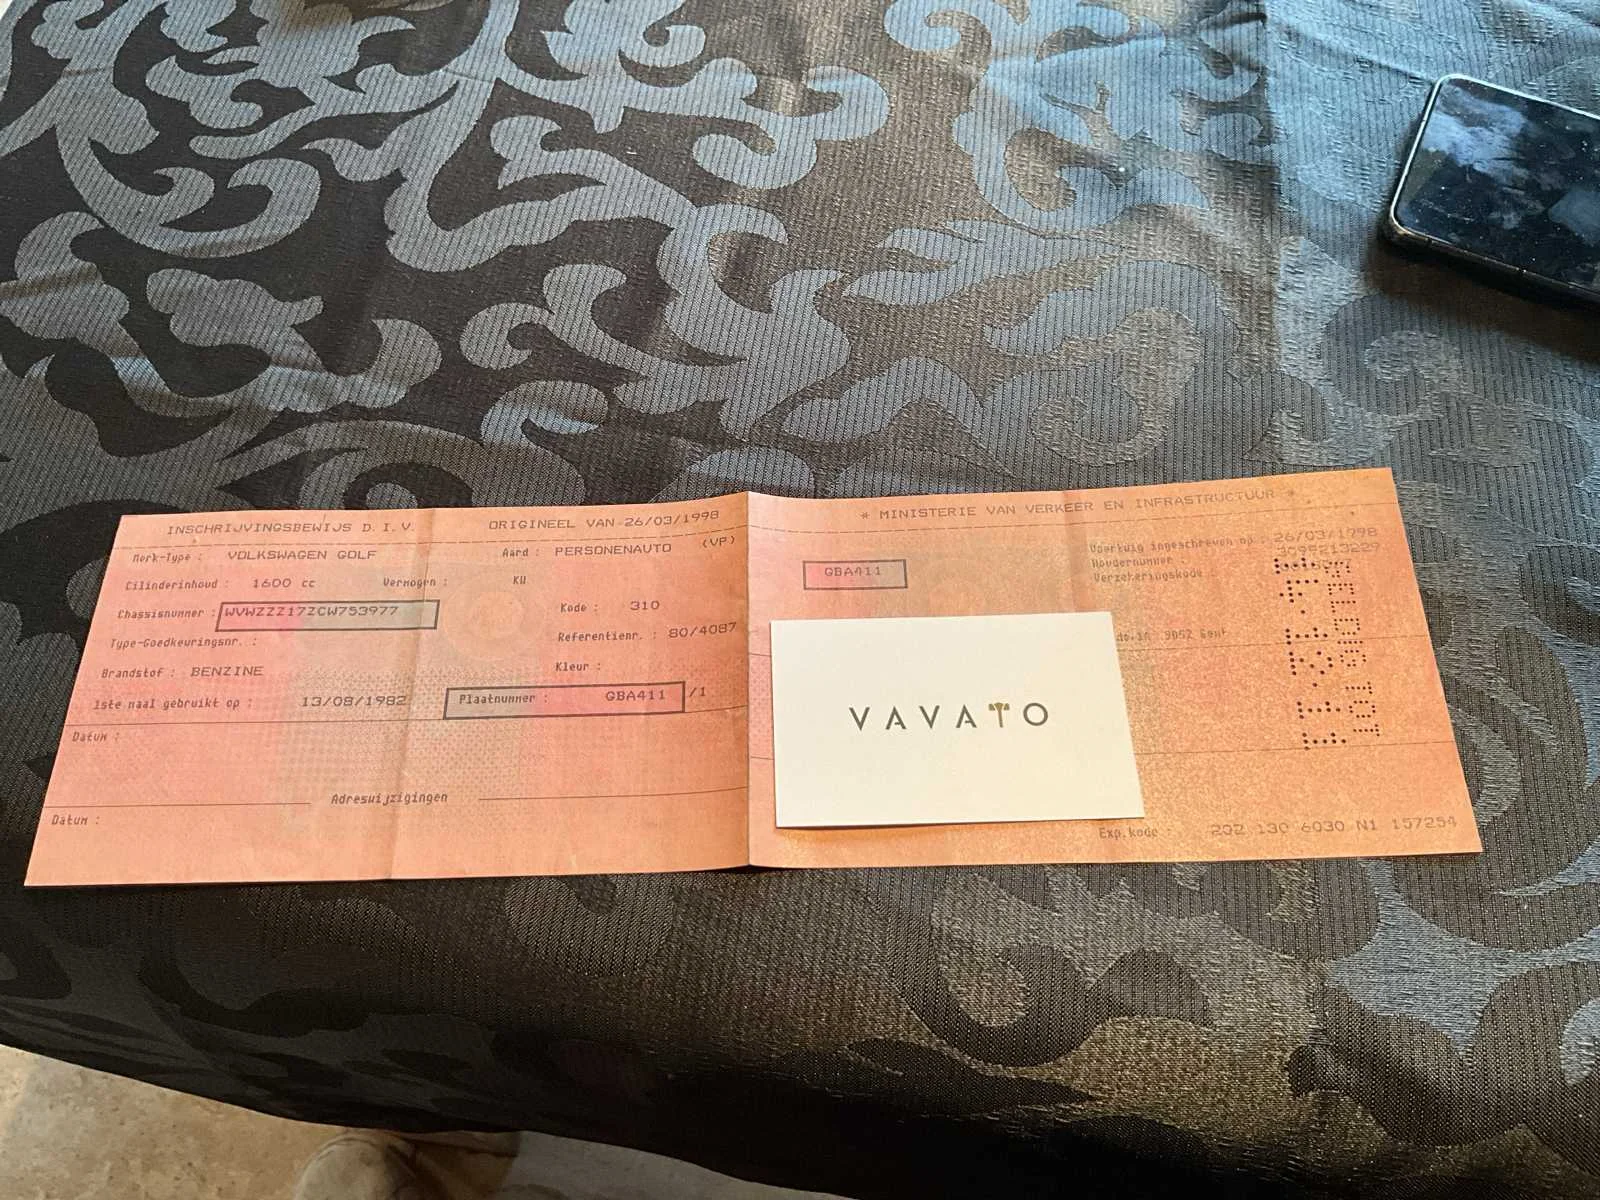 INSCHRIJVINGSBEWIJS D.I.V. ORIGINEEL VAN 26/03/1998
Merk-Type : VOLKSWAGEN GOLF Aard : PERSONENAUTO (VP)
Cilinderinhoud : 1600 cc Vermogen : KW
Chassisnummer : WVWZZZ17ZCW753977 Kode : 310
Type-Goedkeuringsnr. : Referentienr. : 80/4087
Brandstof : BENZINE Kleur :
1ste maal gebruikt op : 13/08/1982 Plaatnummer : GBA411 /1
Datum :
Adreswijzigingen
Datum :
* MINISTERIE VAN VERKEER EN INFRASTRUCTUUR *
Voertuig ingeschreven op : 26/03/1998
Houdernummer : 3095213229
Verzekeringskode :
GBA411
9052 Gent
VAVATO
Exp.kode : 202 130 6030 N1 157254